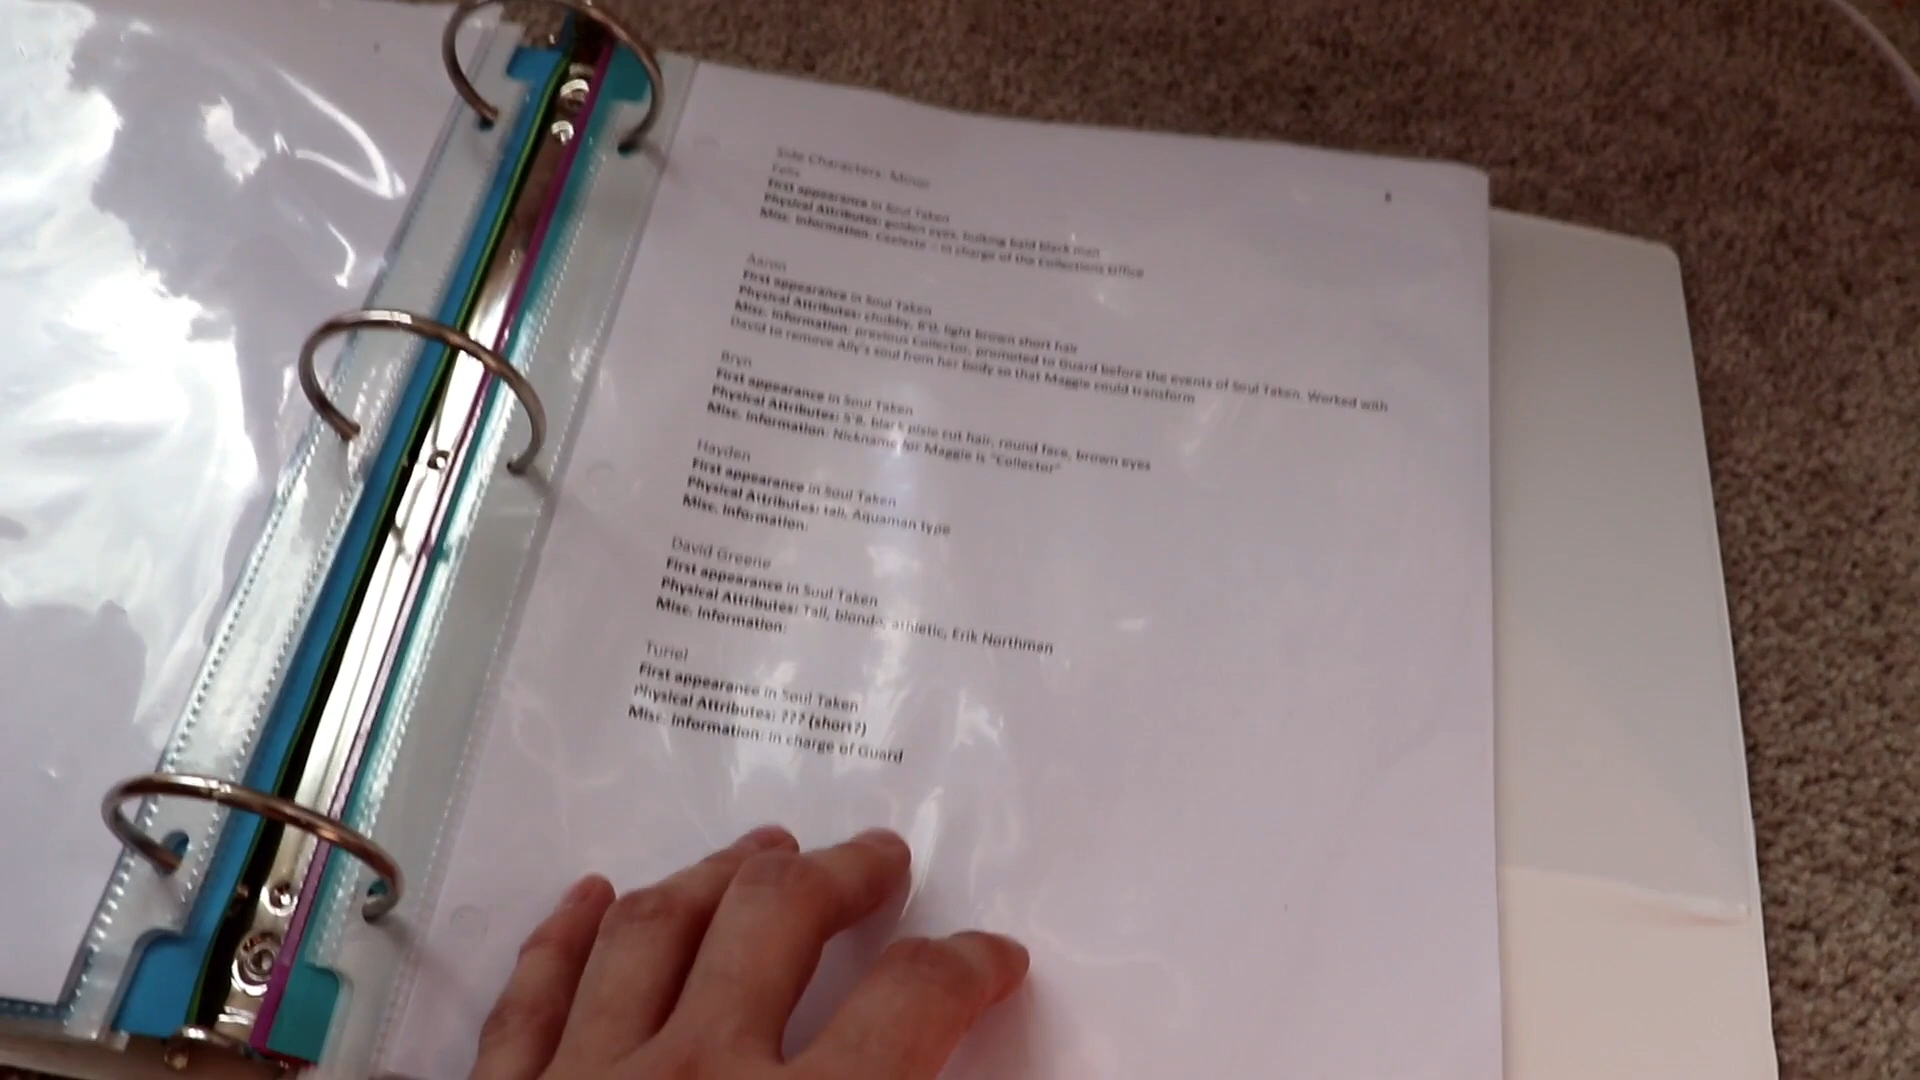 Side Characters: Minor
Felix
First appearance in Soul Taken
Physical Attributes: golden eyes, hulking bald black man
Misc. Information: – in charge of the Collections Office
Aaron
First appearance in Soul Taken
Physical Attributes: chubby, 6'0, light brown short hair
Misc. Information: previous Collector, promoted to Guard before the events of Soul Taken. Worked with
David to remove Ally's soul from her body so that Maggie could transform
Bryn
First appearance in Soul Taken
Physical Attributes: 5'8, black pixie cut hair, round face, brown eyes
Misc. Information: Nickname for Maggie is "Collector"
Hayden
First appearance in Soul Taken
Physical Attributes: tall, Aquaman type
Misc. Information:
David Greene
First appearance in Soul Taken
Physical Attributes: Tall, blonde, athletic, Erik Northman
Misc. Information:
Turiel
First appearance in Soul Taken
Physical Attributes: ??? (short?)
Misc. Information: in charge of Guard